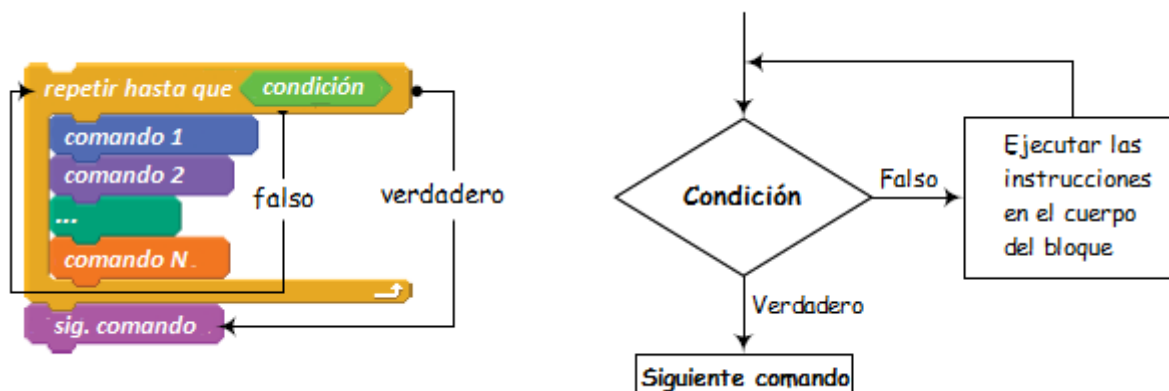 repetir hasta que condición
comando 1
comando 2
...
comando N
sig. comando
falso
verdadero
Condición
Falso
Ejecutar las
instrucciones
en el cuerpo
del bloque
Verdadero
Siguiente comando